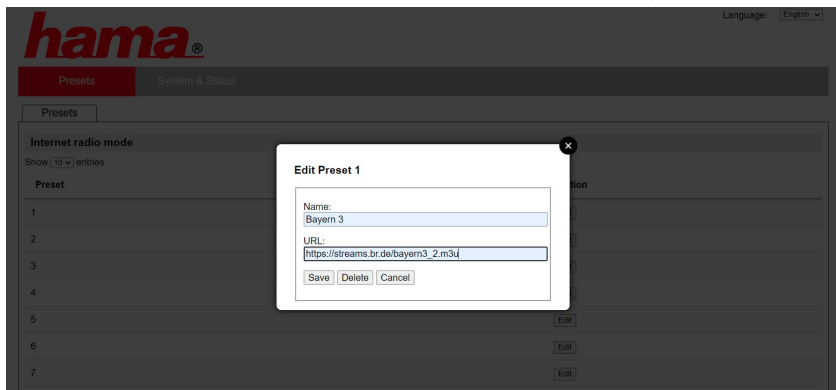 Language: English
hama®
Presets System & Status
Presets
Internet radio mode
Show 10 entries
Preset
1
2
3
4
5 Edit
6 Edit
7 Edit
Edit Preset 1
Name:
Bayern 3
URL:
https://streams.br.de/bayern3_2.m3u
Save Delete Cancel